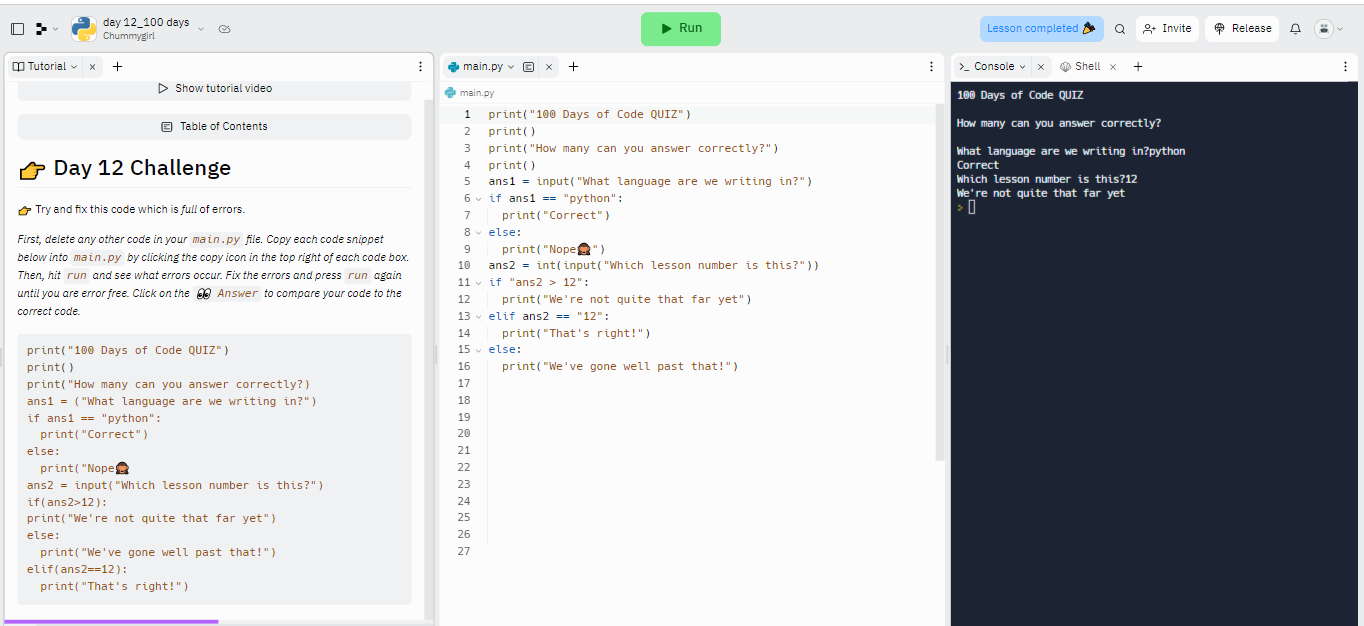 day 12_100 days
Chummygirl
Run
Lesson completed
Invite
Release
Tutorial
Show tutorial video
Table of Contents
👉 Day 12 Challenge
👉 Try and fix this code which is full of errors.
First, delete any other code in your main.py file. Copy each code snippet
below into main.py by clicking the copy icon in the top right of each code box.
Then, hit run and see what errors occur. Fix the errors and press run again
until you are error free. Click on the 👀 Answer to compare your code to the
correct code.
print("100 Days of Code QUIZ")
print()
print("How many can you answer correctly?)
ans1 = ("What language are we writing in?")
if ans1 == "python":
  print("Correct")
else:
  print("Nope🙈
ans2 = input("Which lesson number is this?")
if(ans2>12):
print("We're not quite that far yet")
else:
  print("We've gone well past that!")
elif(ans2==12):
  print("That's right!")
main.py
main.py
1 print("100 Days of Code QUIZ")
2 print()
3 print("How many can you answer correctly?")
4 print()
5 ans1 = input("What language are we writing in?")
6 if ans1 == "python":
7   print("Correct")
8 else:
9   print("Nope🙈")
10 ans2 = int(input("Which lesson number is this?"))
11 if "ans2 > 12":
12   print("We're not quite that far yet")
13 elif ans2 == "12":
14   print("That's right!")
15 else:
16   print("We've gone well past that!")
17
18
19
20
21
22
23
24
25
26
27
Console
Shell
100 Days of Code QUIZ
How many can you answer correctly?
What language are we writing in?python
Correct
Which lesson number is this?12
We're not quite that far yet
>